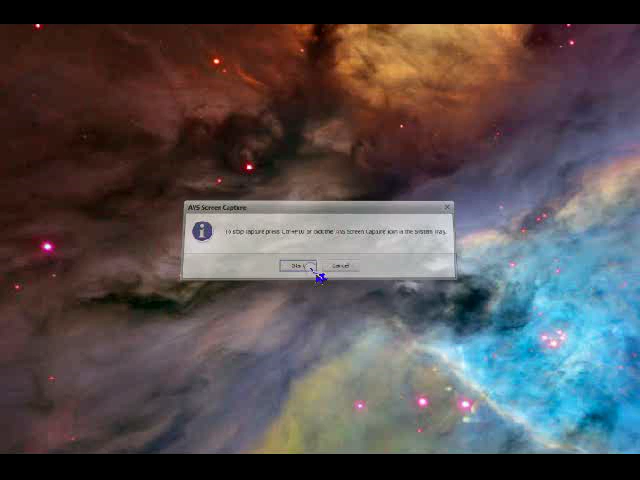 AVS Screen Capture
To stop capture press Ctrl+F10 or click the AVS Screen Capture icon in the System Tray.
Start Cancel